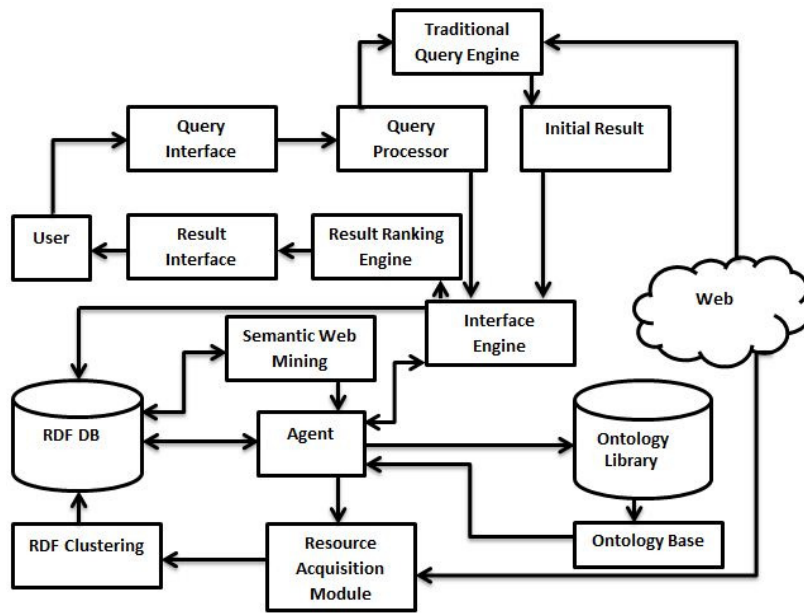 Traditional
Query Engine
Query
Interface
Query
Processor
Initial Result
User
Result
Interface
Result Ranking
Engine
Web
Interface
Engine
Semantic Web
Mining
RDF DB
Agent
Ontology
Library
RDF Clustering
Resource
Acquisition
Module
Ontology Base